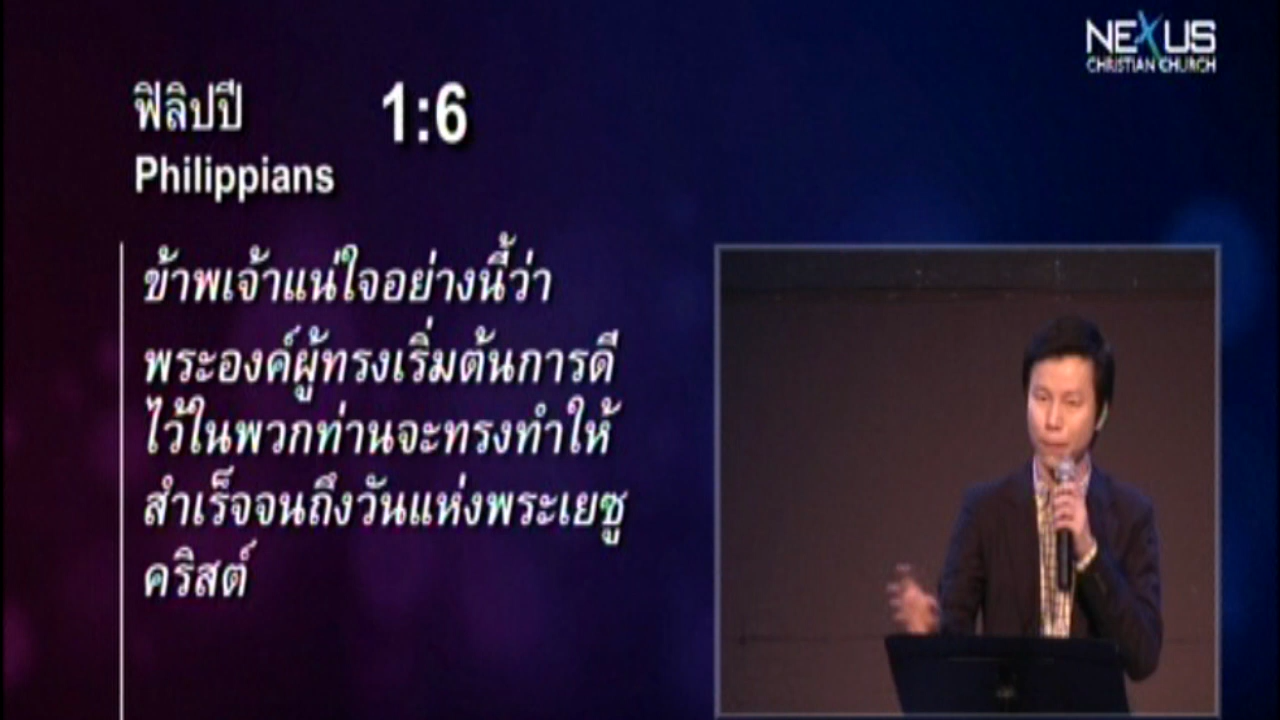 NEXUS
CHRISTIAN CHURCH
ฟิลิปปี 1:6
Philippians
ข้าพเจ้าแน่ใจอย่างนี้ว่า
พระองค์ผู้ทรงเริ่มต้นการดี
ไว้ในพวกท่านจะทรงทำให้
สำเร็จจนถึงวันแห่งพระเยซู
คริสต์